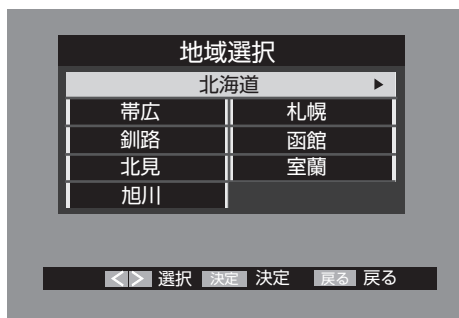 地域選択
北海道 ▶
帯広 札幌
釧路 函館
北見 室蘭
旭川
＜＞ 選択 決定 決定 戻る 戻る